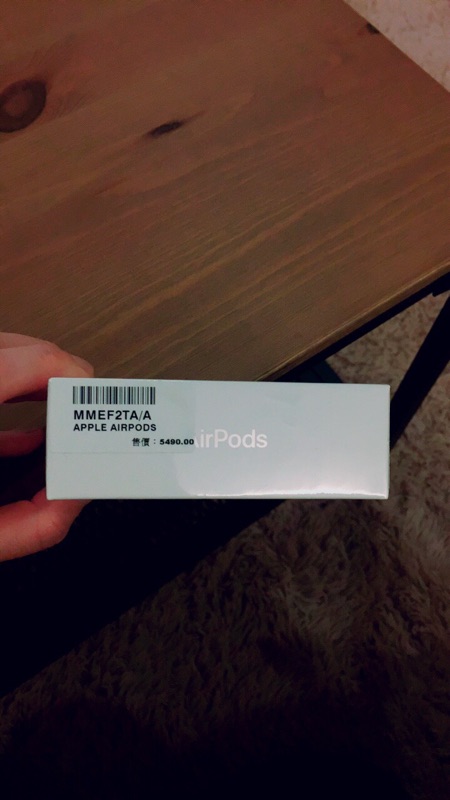 MMEF2TA/A
APPLE AIRPODS
售價：5490.00
AirPods